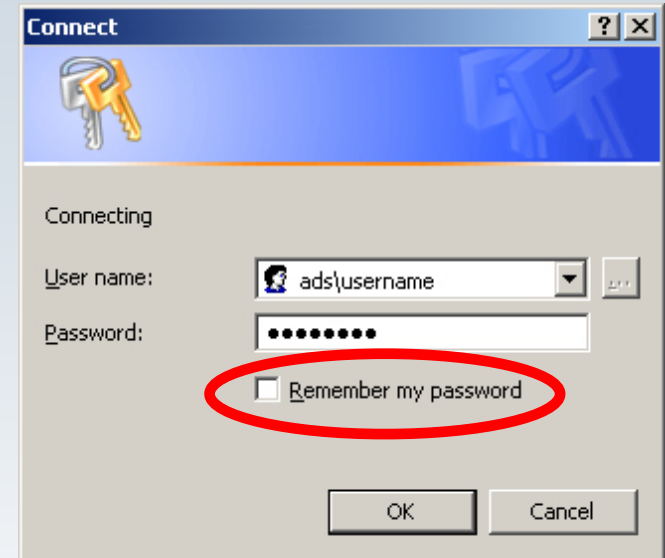 Connect
Connecting
User name:
ads\username
...
Password:
••••••••
Remember my password
OK
Cancel